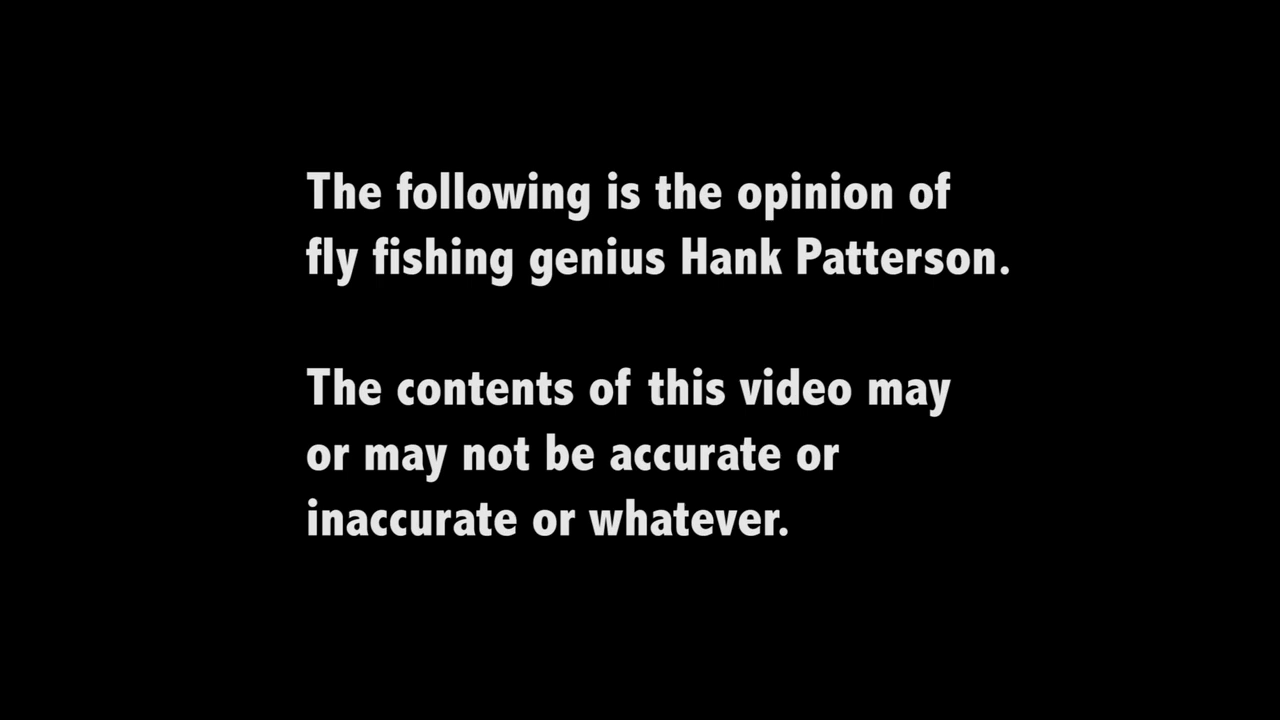 The following is the opinion of
fly fishing genius Hank Patterson.
The contents of this video may
or may not be accurate or
inaccurate or whatever.